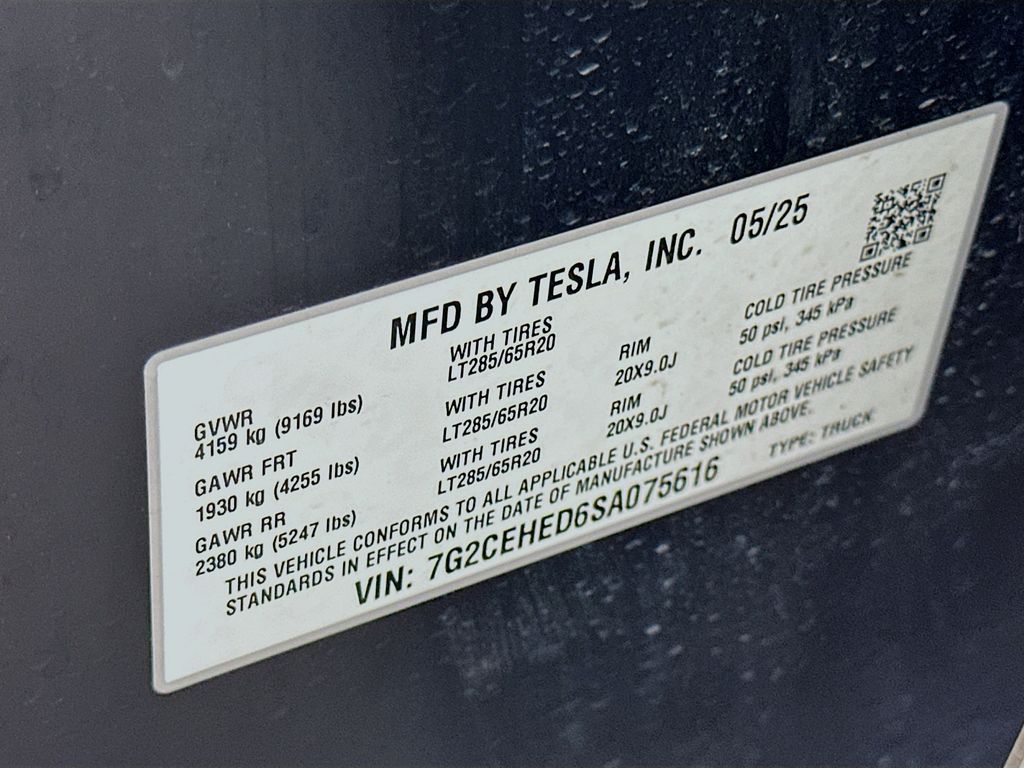 MFD BY TESLA, INC. 05/25
GVWR WITH TIRES
4159 kg (9169 lbs) LT285/65R20
GAWR FRT WITH TIRES RIM COLD TIRE PRESSURE
1930 kg (4255 lbs) LT285/65R20 20X9.0J 50 psi, 345 kPa
GAWR RR WITH TIRES RIM COLD TIRE PRESSURE
2380 kg (5247 lbs) LT285/65R20 20X9.0J 50 psi, 345 kPa
THIS VEHICLE CONFORMS TO ALL APPLICABLE U.S. FEDERAL MOTOR VEHICLE SAFETY
STANDARDS IN EFFECT ON THE DATE OF MANUFACTURE SHOWN ABOVE.
VIN: 7G2CEHED6SA075616 TYPE: TRUCK